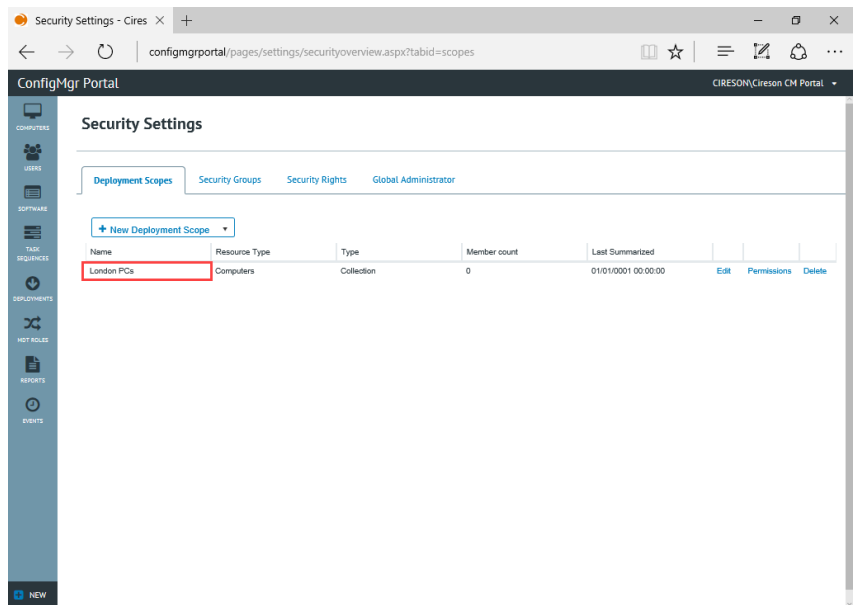 Security Settings - Cires
configmgrportal/pages/settings/securityoverview.aspx?tabid=scopes
ConfigMgr Portal
CIRESON\Cireson CM Portal
COMPUTERS
USERS
SOFTWARE
TASK
SEQUENCES
DEPLOYMENTS
MDT ROLES
REPORTS
EVENTS
NEW
Security Settings
Deployment Scopes Security Groups Security Rights Global Administrator
+ New Deployment Scope
Name Resource Type Type Member count Last Summarized
London PCs Computers Collection 0 01/01/0001 00:00:00 Edit Permissions Delete